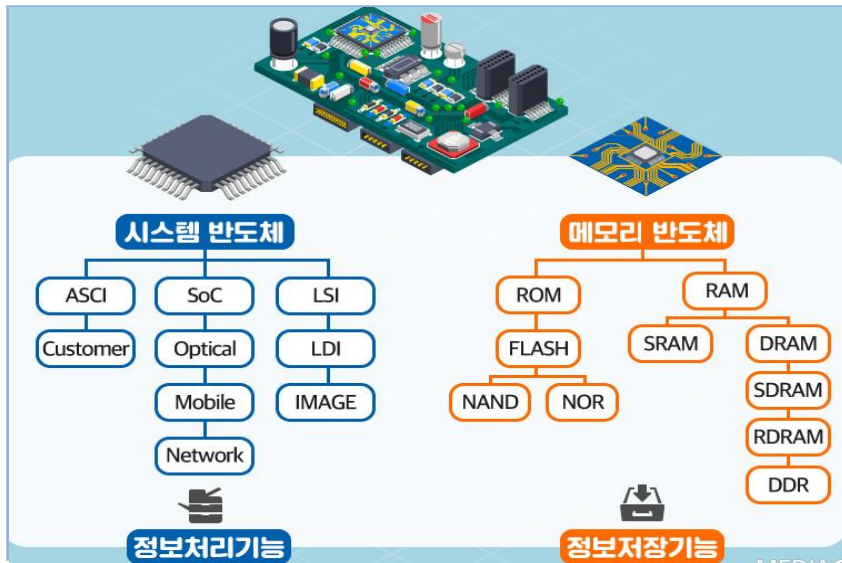 시스템 반도체
ASCI
SoC
LSI
Customer
Optical
LDI
Mobile
IMAGE
Network
정보처리기능
메모리 반도체
ROM
RAM
FLASH
SRAM
DRAM
NAND
NOR
SDRAM
RDRAM
DDR
정보저장기능